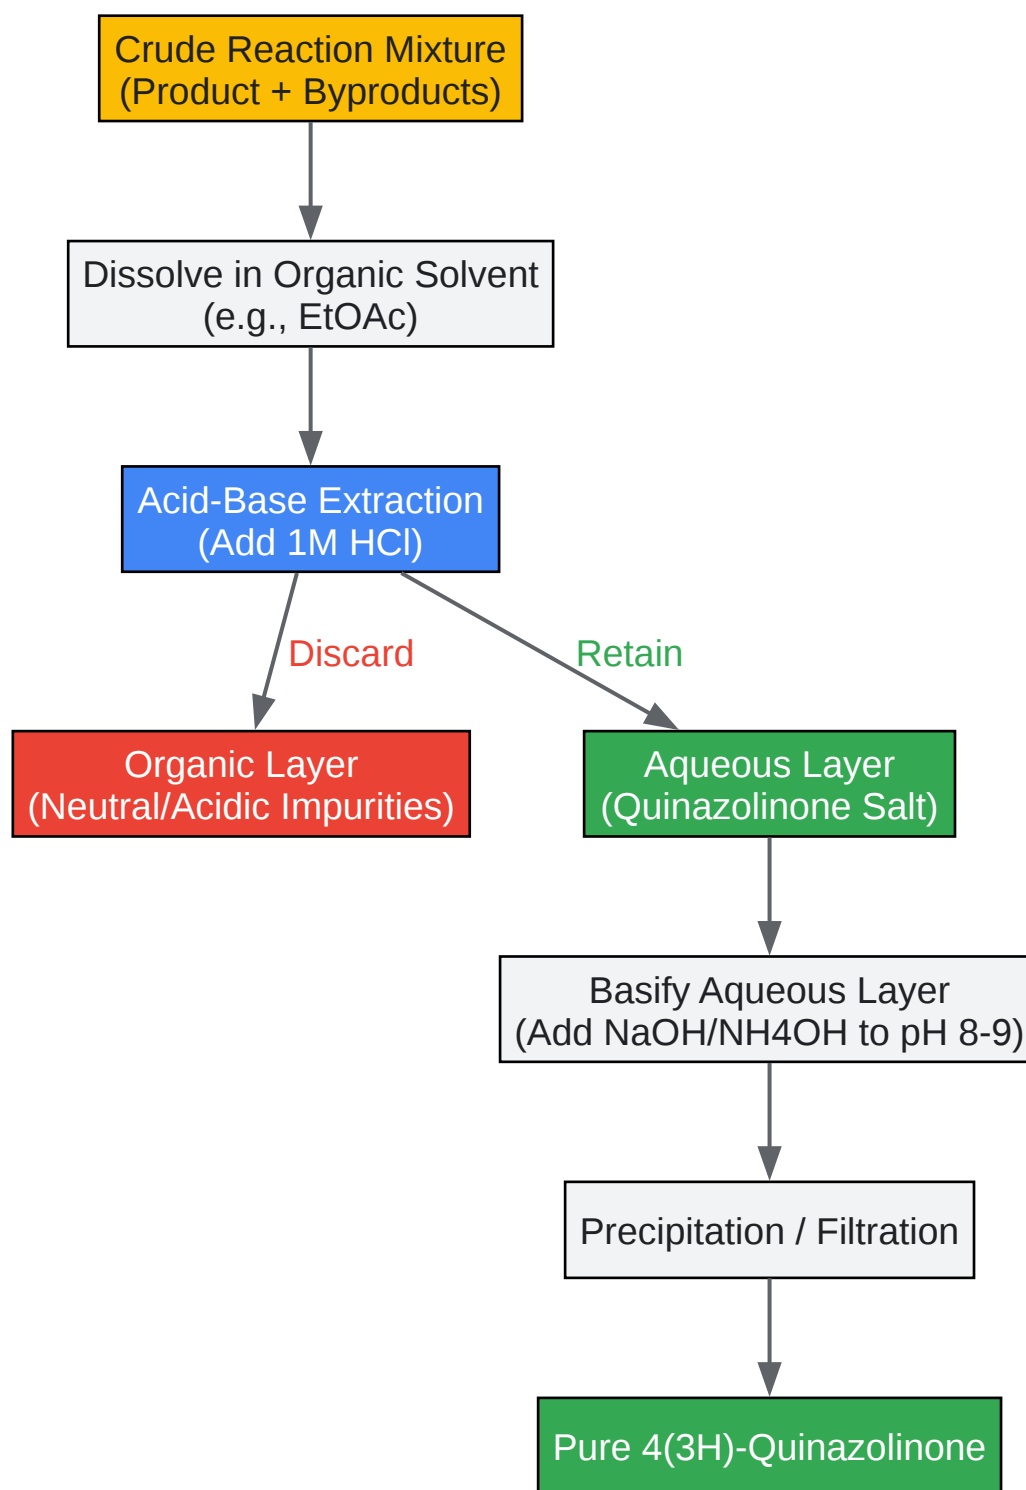 Crude Reaction Mixture
(Product + Byproducts)
Dissolve in Organic Solvent
(e.g., EtOAc)
Acid-Base Extraction
(Add 1M HCl)
Discard
Retain
Organic Layer
(Neutral/Acidic Impurities)
Aqueous Layer
(Quinazolinone Salt)
Basify Aqueous Layer
(Add NaOH/NH4OH to pH 8-9)
Precipitation / Filtration
Pure 4(3H)-Quinazolinone